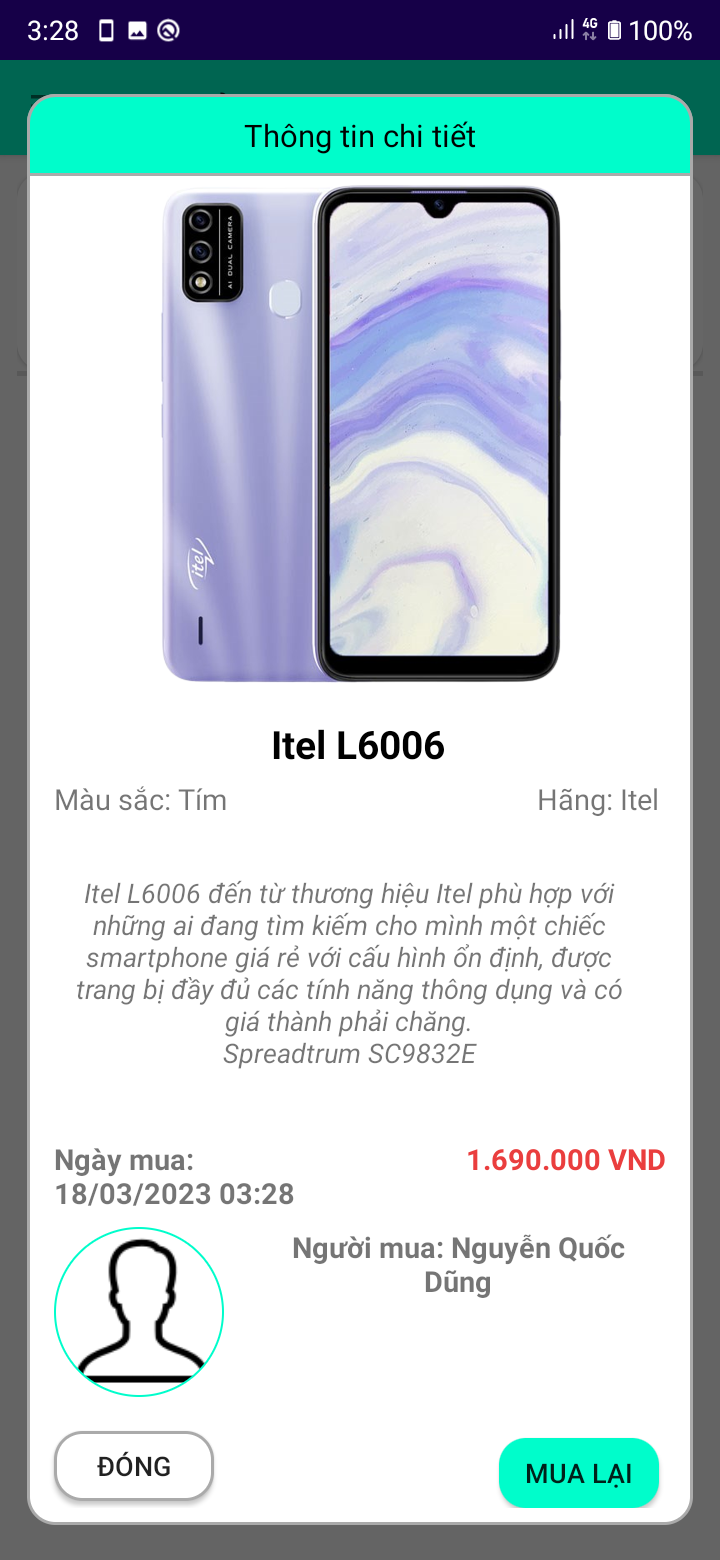 3:28
4G
100%
Thông tin chi tiết
AI DUAL CAMERA
itel
Itel L6006
Màu sắc: Tím
Hãng: Itel
Itel L6006 đến từ thương hiệu Itel phù hợp với
những ai đang tìm kiếm cho mình một chiếc
smartphone giá rẻ với cấu hình ổn định, được
trang bị đầy đủ các tính năng thông dụng và có
giá thành phải chăng.
Spreadtrum SC9832E
Ngày mua:
18/03/2023 03:28
1.690.000 VND
Người mua: Nguyễn Quốc
Dũng
ĐÓNG
MUA LẠI